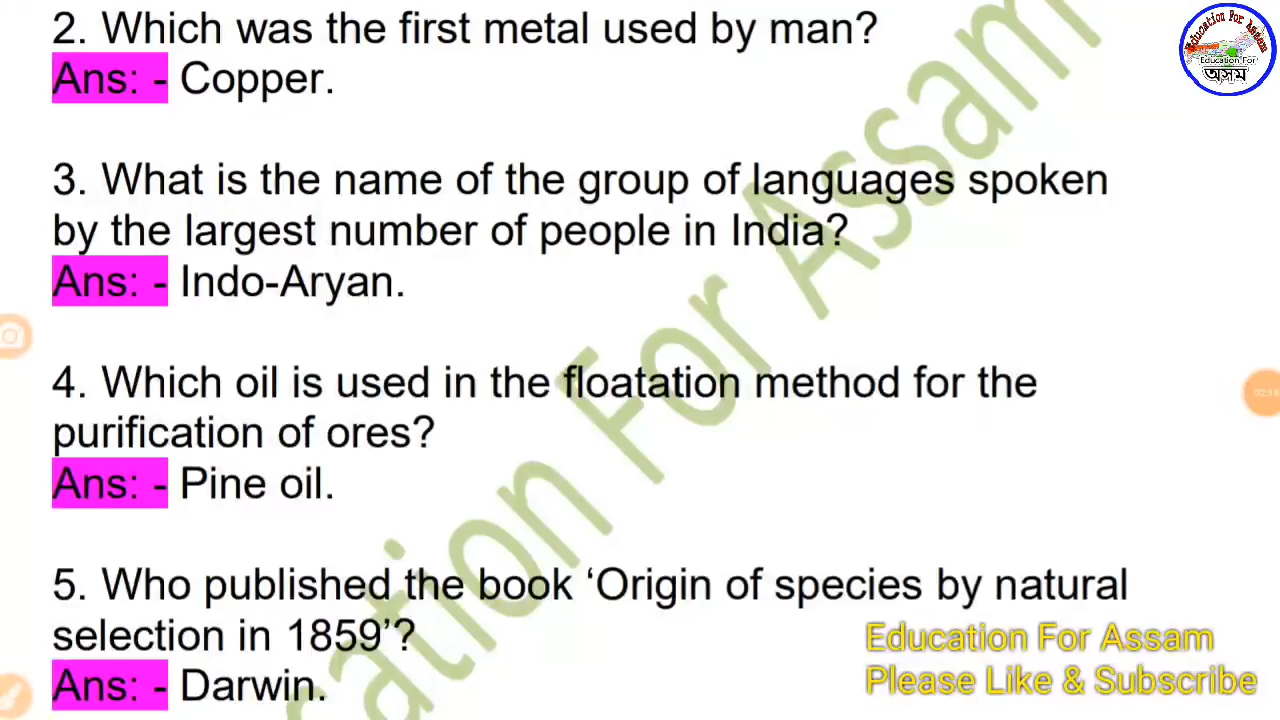 2. Which was the first metal used by man?
Ans: - Copper.
3. What is the name of the group of languages spoken
by the largest number of people in India?
Ans: - Indo-Aryan.
4. Which oil is used in the floatation method for the
purification of ores?
Ans: - Pine oil.
5. Who published the book ‘Origin of species by natural
selection in 1859’?
Ans: - Darwin.
Education For Assam
Please Like & Subscribe
Education For Assam
Education For
অসম
cation For Assam